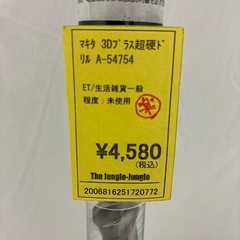 マキタ 3Dプラス超硬ド
リル A-54754
ET/生活雑貨一般
程度:未使用
¥4,580
(税込)
The Jungle-Jungle
2006816251720772